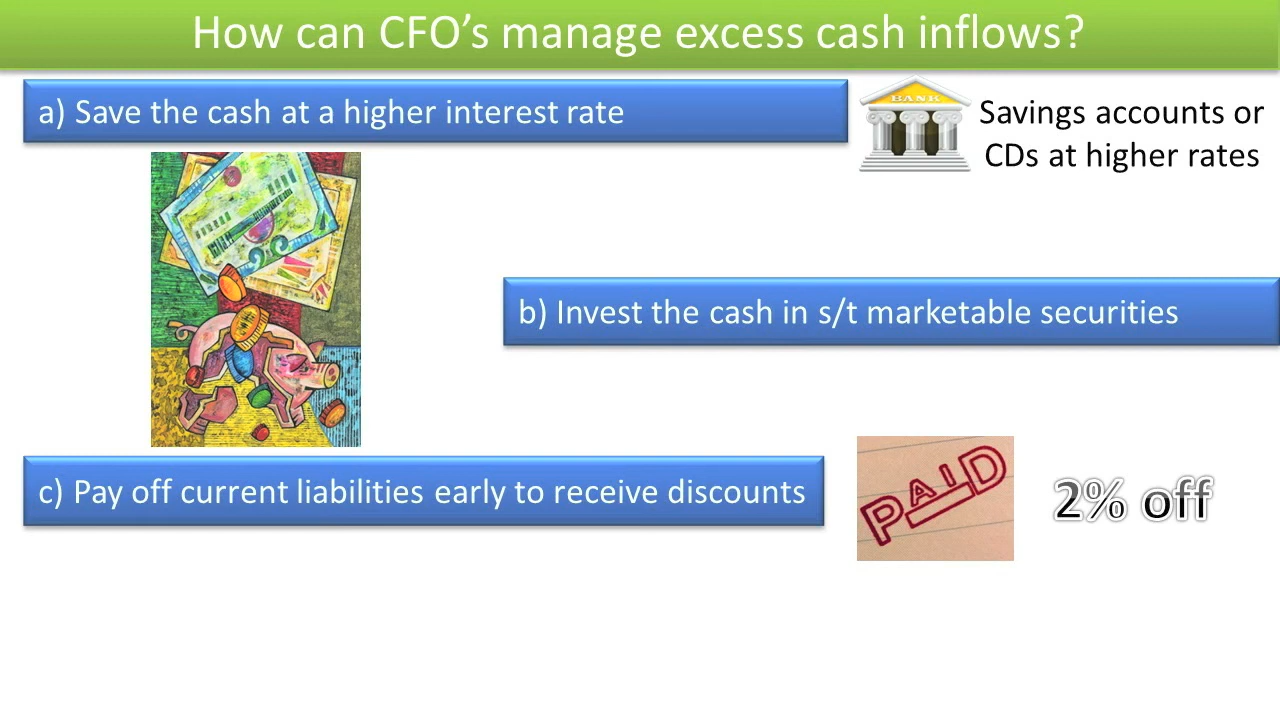 How can CFO's manage excess cash inflows?
a) Save the cash at a higher interest rate
BANK
Savings accounts or
CDs at higher rates
b) Invest the cash in s/t marketable securities
c) Pay off current liabilities early to receive discounts
PAID
2% off